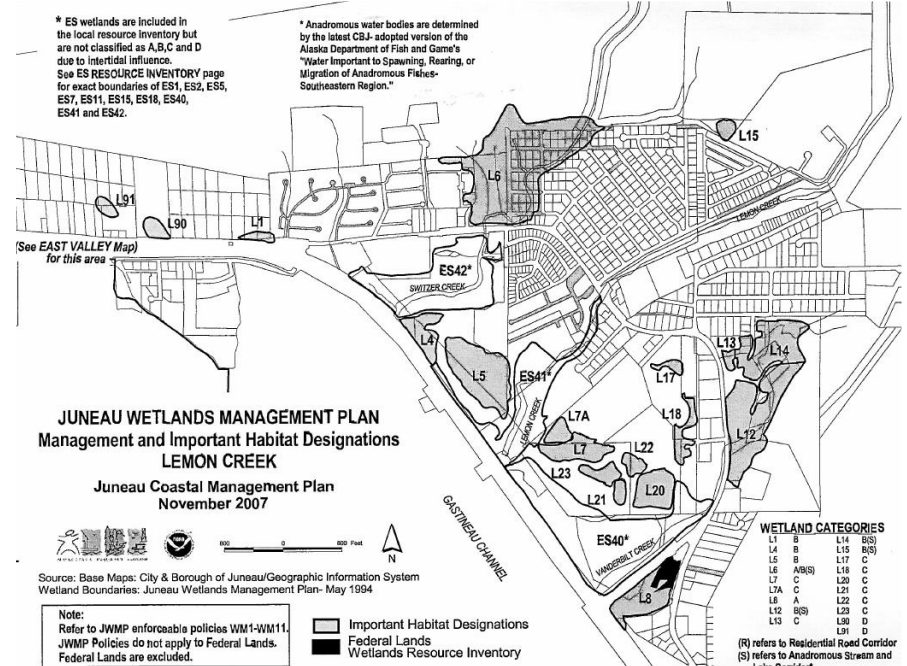 * ES wetlands are included in
the local resource inventory but
are not classified as A,B,C and D
due to intertidal influence.
See ES RESOURCE INVENTORY page
for exact boundaries of ES1, ES2, ES5,
ES7, ES11, ES15, ES18, ES40,
ES41 and ES42.
* Anadromous water bodies are determined
by the latest CBJ- adopted version of the
Alaska Department of Fish and Game's
"Water Important to Spawning, Rearing, or
Migration of Anadromous Fishes-
Southeastern Region."
L15
L6
L91
L90
L1
LEMON CREEK
(See EAST VALLEY Map)
for this area
ES42*
SWITZER CREEK
L4
L5
ES41*
LEMON CREEK
L13
L14
L17
L18
L7A
L7
L22
L12
L23
L21
L20
ES40*
VANDERBILT CREEK
L8
GASTINEAU CHANNEL
JUNEAU WETLANDS MANAGEMENT PLAN
Management and Important Habitat Designations
LEMON CREEK
Juneau Coastal Management Plan
November 2007
800 0 800 Feet
N
Source: Base Maps: City & Borough of Juneau/Geographic Information System
Wetland Boundaries: Juneau Wetlands Management Plan- May 1994
Note:
Refer to JWMP enforceable policies WM1-WM11.
JWMP Policies do not apply to Federal Lands.
Federal Lands are excluded.
Important Habitat Designations
Federal Lands
Wetlands Resource Inventory
WETLAND CATEGORIES
L1 B L14 B(S)
L4 B L15 B(S)
L5 B L17 C
L6 A/B(S) L18 C
L7 C L20 C
L7A C L21 C
L8 A L22 C
L12 B(S) L23 C
L13 C L90 D
L91 D
(R) refers to Residential Road Corridor
(S) refers to Anadromous Stream and